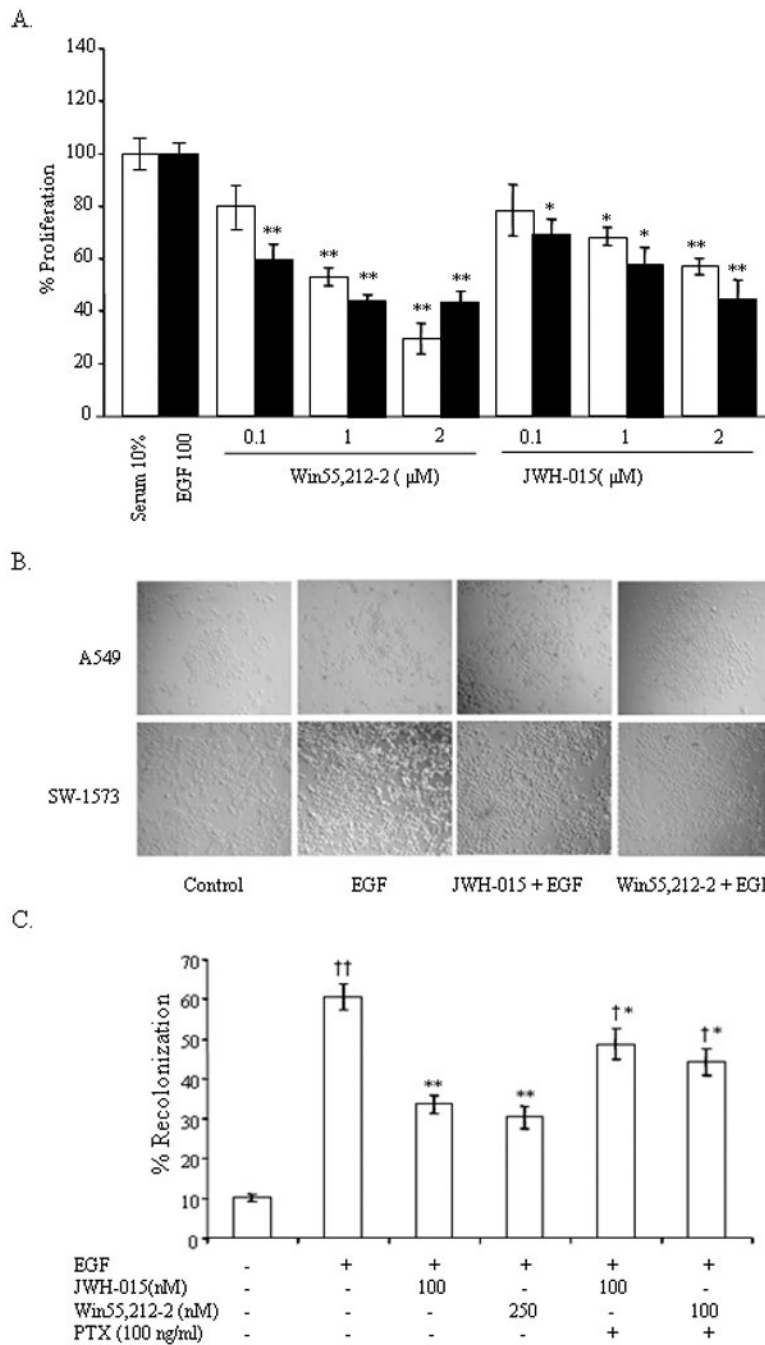 A.
% Proliferation
140
120
100
80
60
40
20
0
** ** ** ** ** * * * ** **
Serum 10%
EGF 100
0.1 1 2 0.1 1 2
Win55,212-2 ( μM) JWH-015( μM)
B.
A549
SW-1573
Control EGF JWH-015 + EGF Win55,212-2 + EGF
C.
% Recolonization
70
60
50
40
30
20
10
0
†† ** ** †* †*
EGF - + + + + +
JWH-015(nM) - - 100 - 100 -
Win55,212-2 (nM) - - - 250 - 100
PTX (100 ng/ml) - - - - + +